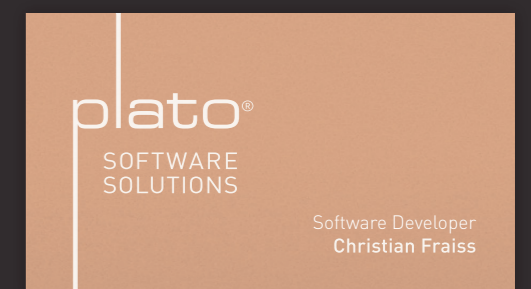 plato®
SOFTWARE
SOLUTIONS
Software Developer
Christian Fraiss